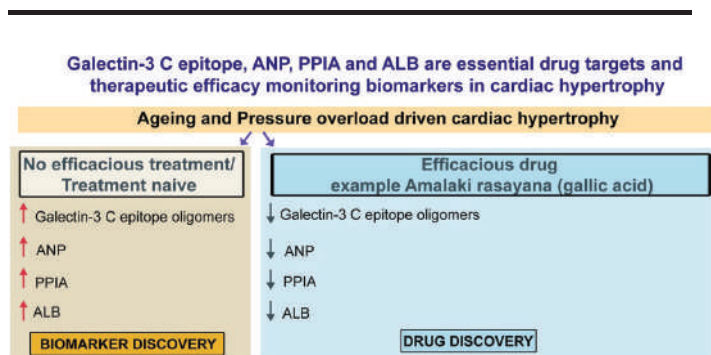 Galectin-3 C epitope, ANP, PPIA and ALB are essential drug targets and
therapeutic efficacy monitoring biomarkers in cardiac hypertrophy
Ageing and Pressure overload driven cardiac hypertrophy
No efficacious treatment/
Treatment naive
↑ Galectin-3 C epitope oligomers
↑ ANP
↑ PPIA
↑ ALB
BIOMARKER DISCOVERY
Efficacious drug
example Amalaki rasayana (gallic acid)
↓ Galectin-3 C epitope oligomers
↓ ANP
↓ PPIA
↓ ALB
DRUG DISCOVERY